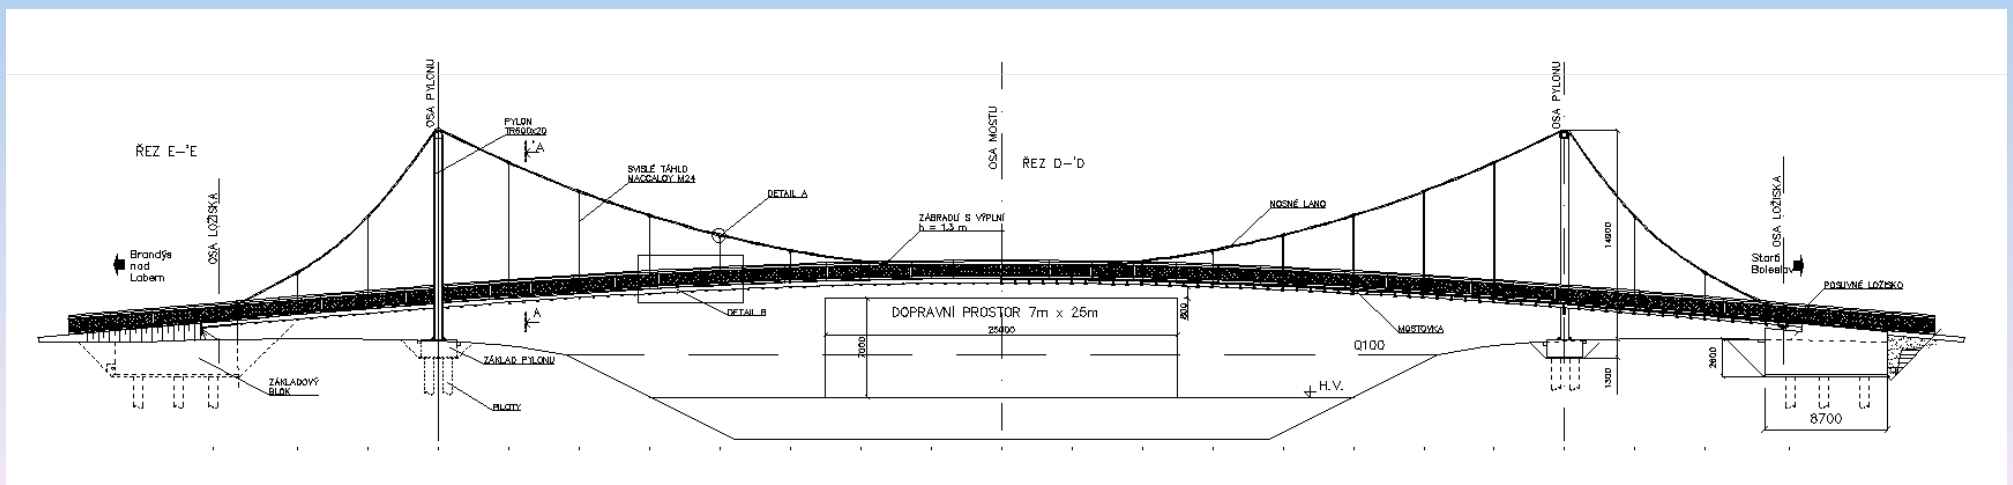 OSA PYLONU
OSA PYLONU
OSA MOSTU
PYLON
TR600x20
'A
ŘEZ E-'E
ŘEZ D-'D
SVISLÉ TÁHLO
MACCALOY M24
DETAIL A
NOSNÉ LANO
ZÁBRADLÍ S VÝPLNÍ
h = 1.3 m
OSA LOŽISKA
OSA LOŽISKA
14900
Brandýs
nad
Labem
Stará
Boleslav
POSUVNÉ LOŽISKO
DOPRAVNÍ PROSTOR 7m x 25m
A
DETAIL B
MOSTOVKA
25000
7000
Q100
ZÁKLAD PYLONU
ZÁKLADOVÝ
BLOK
H.V.
1300
PILOTY
8700